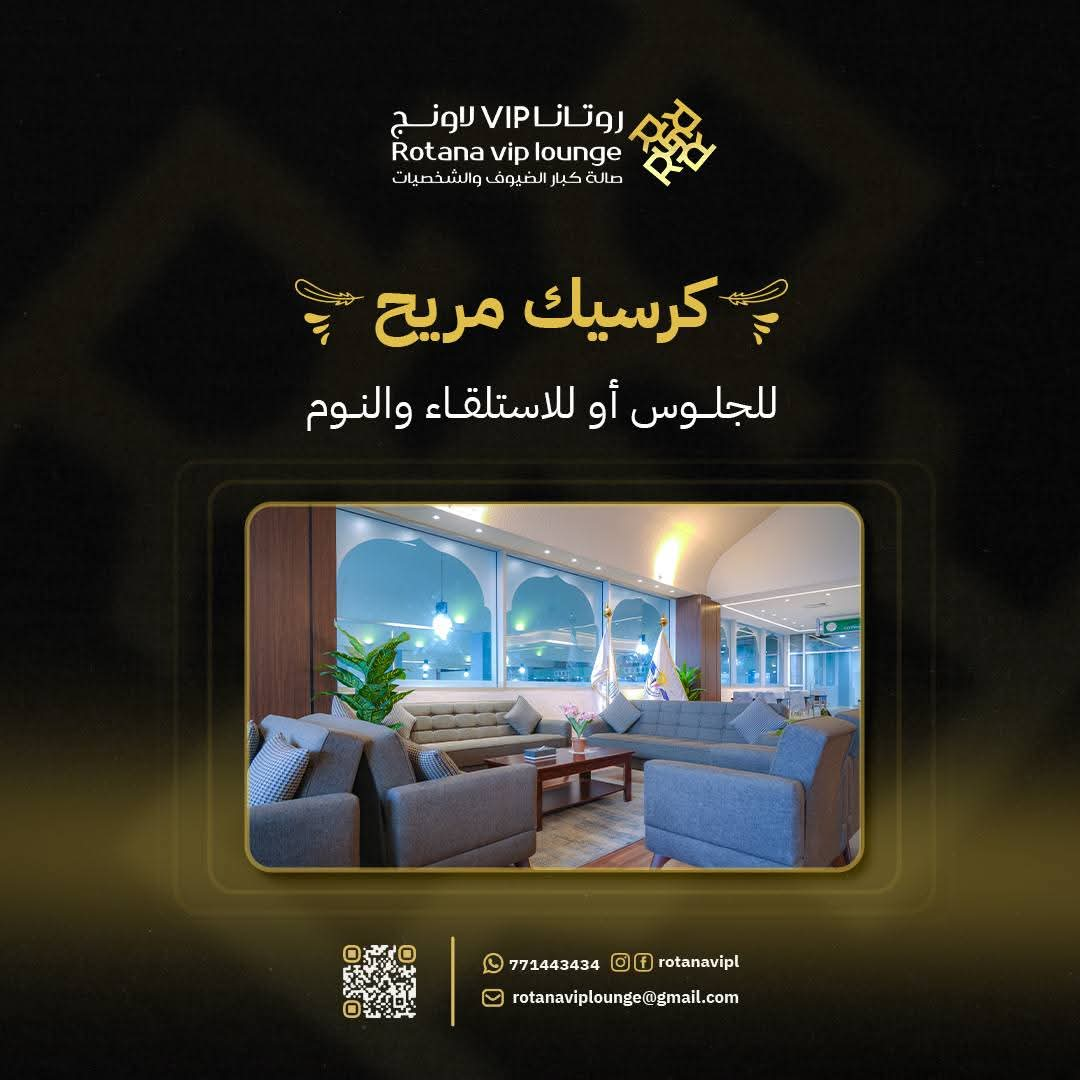 روتانا VIP لاونج
Rotana vip lounge
صالة كبار الضيوف والشخصيات
كرسيك مريح
للجلوس أو للاستلقاء والنوم
771443434 rotanavipl
rotanaviplounge@gmail.com